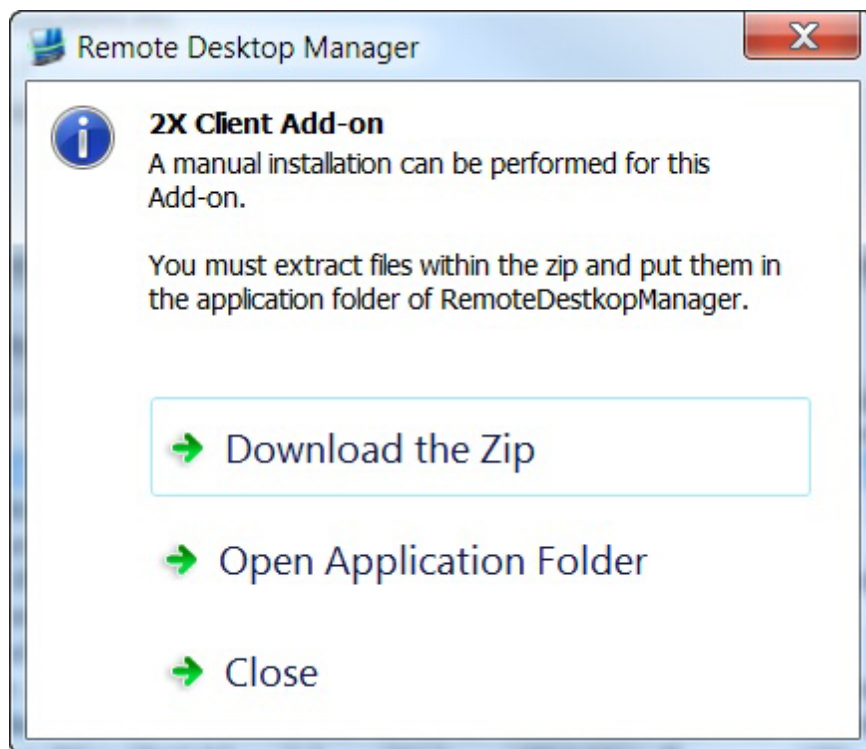 Remote Desktop Manager
2X Client Add-on
A manual installation can be performed for this
Add-on.
You must extract files within the zip and put them in
the application folder of RemoteDestkopManager.
Download the Zip
Open Application Folder
Close